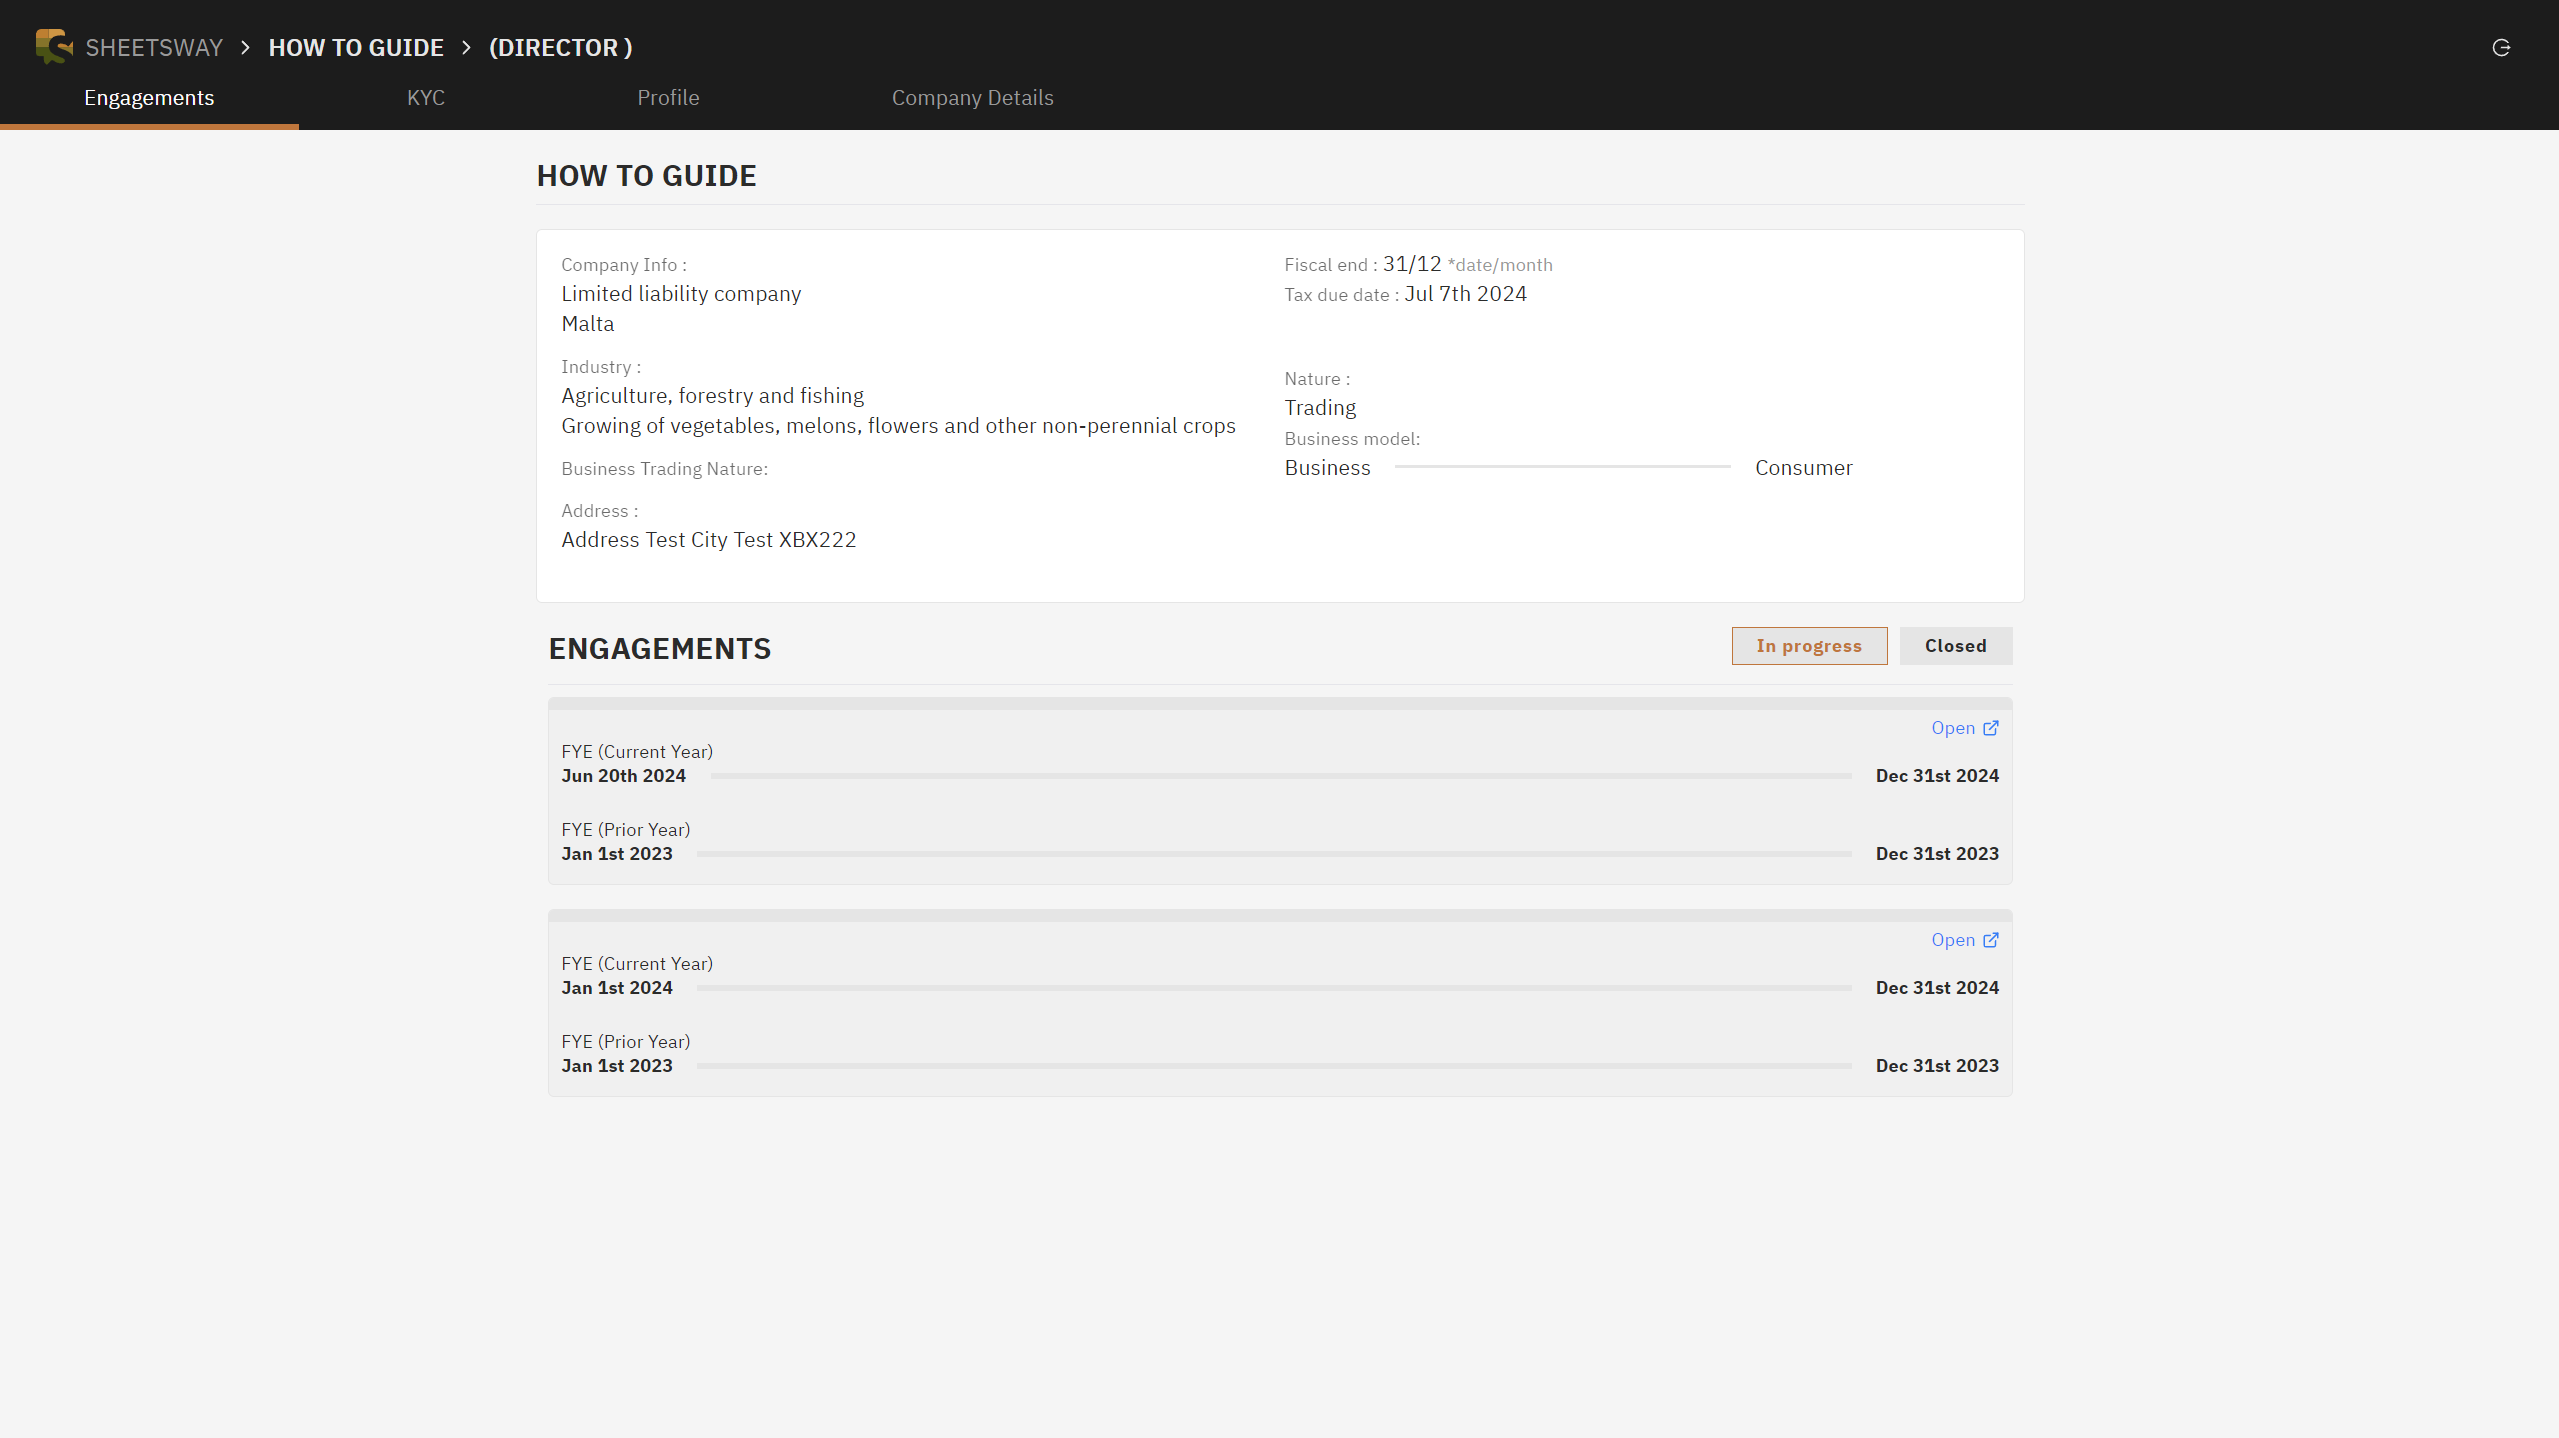 SHEETSWAY > HOW TO GUIDE > (DIRECTOR )
Engagements KYC Profile Company Details
HOW TO GUIDE
Company Info :
Limited liability company
Malta
Industry :
Agriculture, forestry and fishing
Growing of vegetables, melons, flowers and other non-perennial crops
Business Trading Nature:
Address :
Address Test City Test XBX222
Fiscal end : 31/12 *date/month
Tax due date : Jul 7th 2024
Nature :
Trading
Business model:
Business Consumer
ENGAGEMENTS
In progress Closed
Open
FYE (Current Year)
Jun 20th 2024 Dec 31st 2024
FYE (Prior Year)
Jan 1st 2023 Dec 31st 2023
Open
FYE (Current Year)
Jan 1st 2024 Dec 31st 2024
FYE (Prior Year)
Jan 1st 2023 Dec 31st 2023